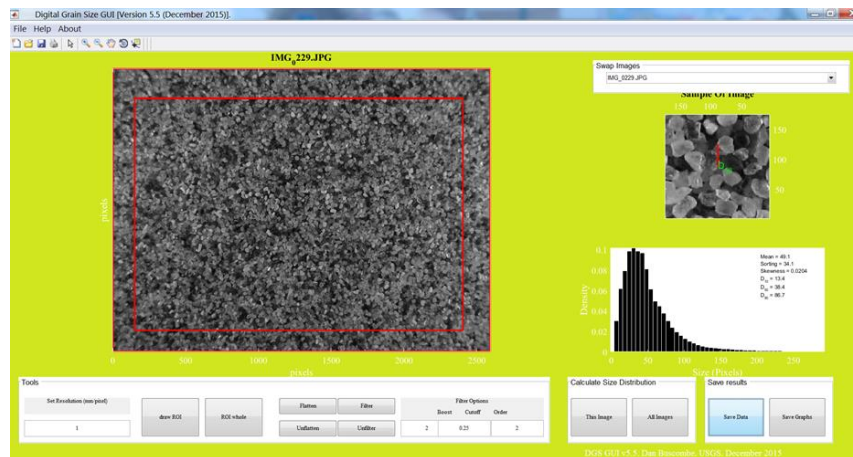 Digital Grain Size GUI [Version 5.5 (December 2015)].
File Help About
IMG_0229.JPG
Swap Images
IMG_0229.JPG
Sample Of Image
150 100 50
150
100
50
pixels
0 500 1000 1500 2000 2500
pixels
0.1
0.08
0.06
0.04
0.02
0
Density
Mean = 49.1
Sorting = 34.1
Skewness = 0.0204
= 13.4
= 38.4
= 86.7
0 50 100 150 200 250
Size (Pixels)
Tools
Set Resolution (mm/pixel)
1
draw ROI
ROI whole
Flatten
Filter
Unflatten
Unfilter
Filter Options
Boost Cutoff Order
2 0.25 2
Calculate Size Distribution
This Image
All Images
Save results
Save Data
Save Graphs
DGS GUI v5.5, Dan Buscombe, USGS, December 2015